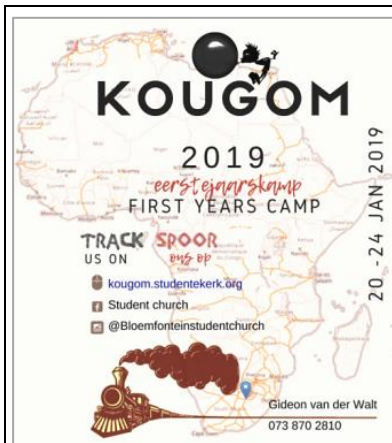 KOUGOM
2019
eerstejaarskamp
FIRST YEARS CAMP
20 - 24 JAN 2019
TRACK SPOOR
US ON ons op
kougom.studentekerk.org
Student church
@Bloemfonteinstudentchurch
Gideon van der Walt
073 870 2810